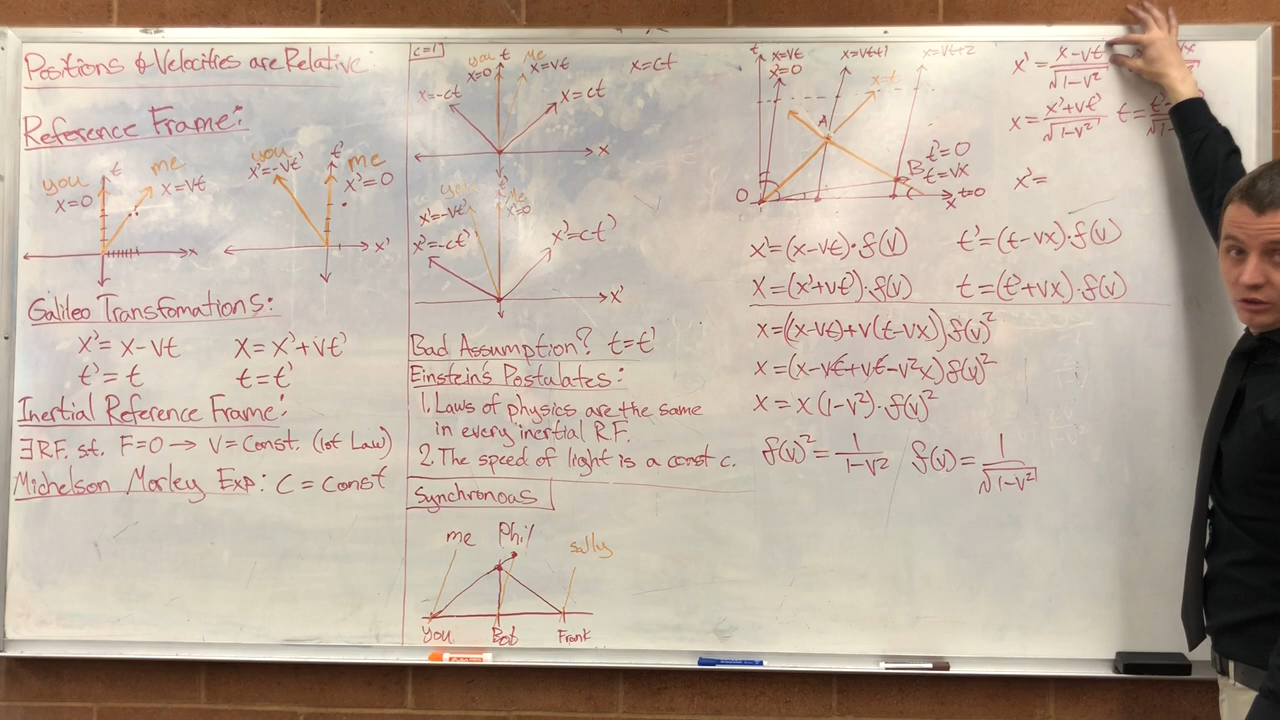 Positions & Velocities are Relative
Reference Frame:
you
x=0
t
me
x=vt
x
you
x'=-vt'
t'
me
x'=0
x'
Galileo Transfomations:
x'=x-vt x=x'+vt'
t'=t t=t'
Inertial Reference Frame:
∃R.F. st. F=0→V=Const. (1st Law)
Michelson Morley Exp: C=Const
c=1
you
x=0
t
Me
x=vt
x=ct
x=-ct
x=ct
x
x'=-vt'
t'
Me
x'=-ct'
x'=ct'
x'
Bad Assumption? t=t'
Einstein's Postulates:
1. Laws of physics are the same
in every inertial R.F.
2. The speed of light is a const c.
Synchronoas
me Phil sally
you Bob Frank
t
x=vt
x=0
x=vt+1
x=vt+2
x=t
A
B
t'=0
t=vx
O
x
t=0
x'=(x-vt)·f(v) t'=(t-vx)·f(v)
x=(x'+vt')·f(v) t=(t'+vx)·f(v)
x=((x-vt)+v(t-vx))f(v)²
x=(x-vt+vt-v²x)f(v)²
x=x(1-v²)·f(v)²
f(v)²=1/1-v² f(v)=1/√1-v²
x'=x-vt/√1-v²
x=x'+vt'/√1-v² t=
x'=